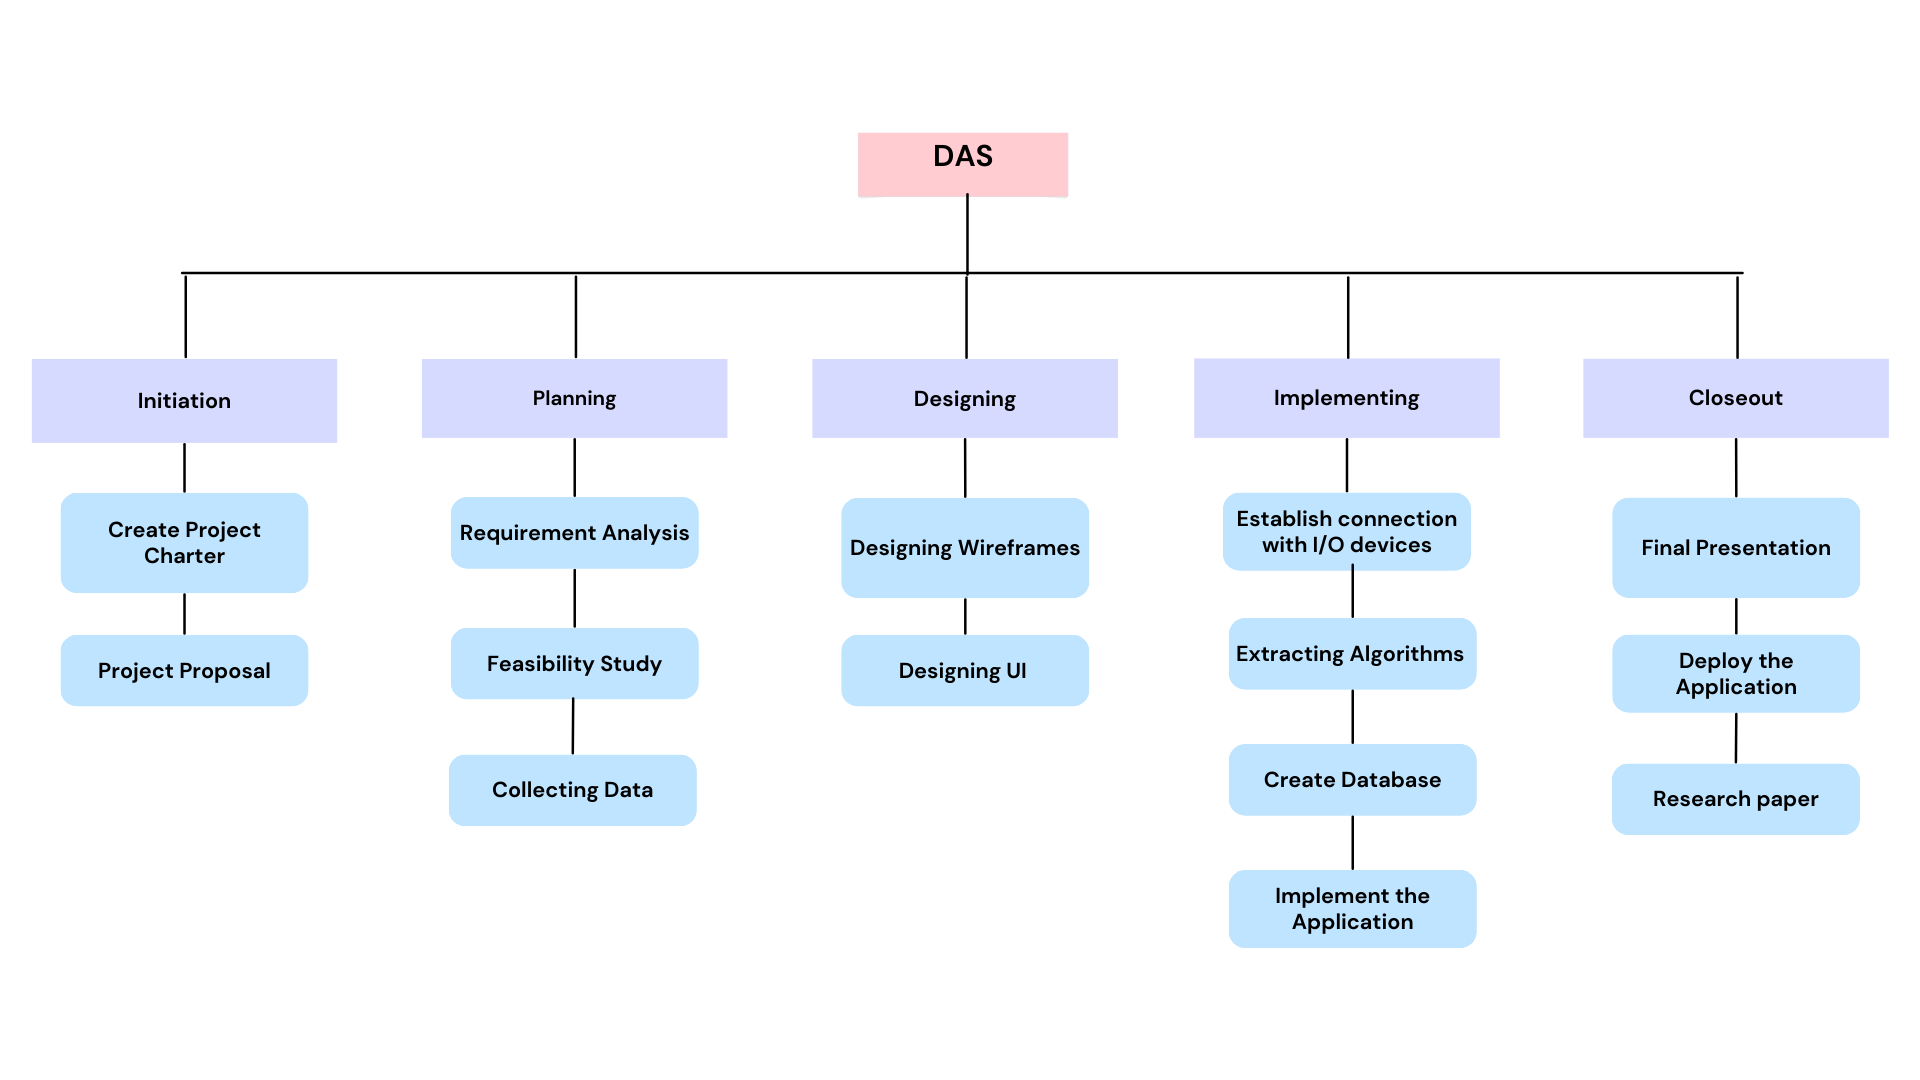 DAS
Initiation
Planning
Designing
Implementing
Closeout
Create Project
Charter
Project Proposal
Requirement Analysis
Feasibility Study
Collecting Data
Designing Wireframes
Designing UI
Establish connection
with I/O devices
Extracting Algorithms
Create Database
Implement the
Application
Final Presentation
Deploy the
Application
Research paper